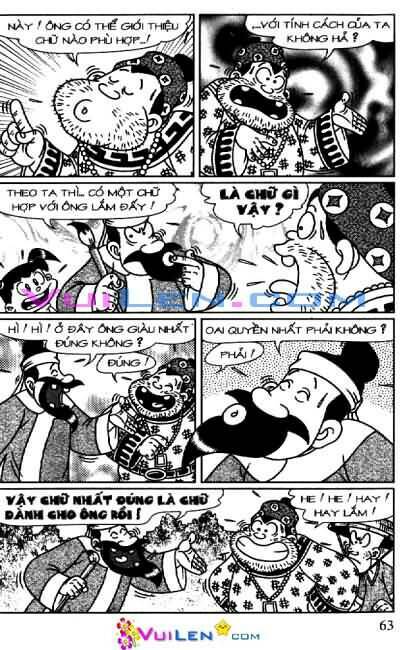 NÀY ! ÔNG CÓ THỂ GIỚI THIỆU
CHỮ NÀO PHÙ HỢP...!
...VỚI TÍNH CÁCH CỦA TA
KHÔNG HẢ ?
THEO TA THÌ... CÓ MỘT CHỮ
HỢP VỚI ÔNG LẮM ĐẤY !
LÀ CHỮ GÌ
VẬY ?
VUILEN.COM
HÌ ! HÌ ! Ở ĐÂY ÔNG GIÀU NHẤT
ĐÚNG KHÔNG ?
ĐÚNG !
OAI QUYỀN NHẤT PHẢI KHÔNG ?
PHẢI !
VẬY CHỮ NHẤT ĐÚNG LÀ CHỮ
DÀNH CHO ÔNG RỒI !
HE ! HE ! HAY !
HAY LẮM !
63
VUILEN.COM